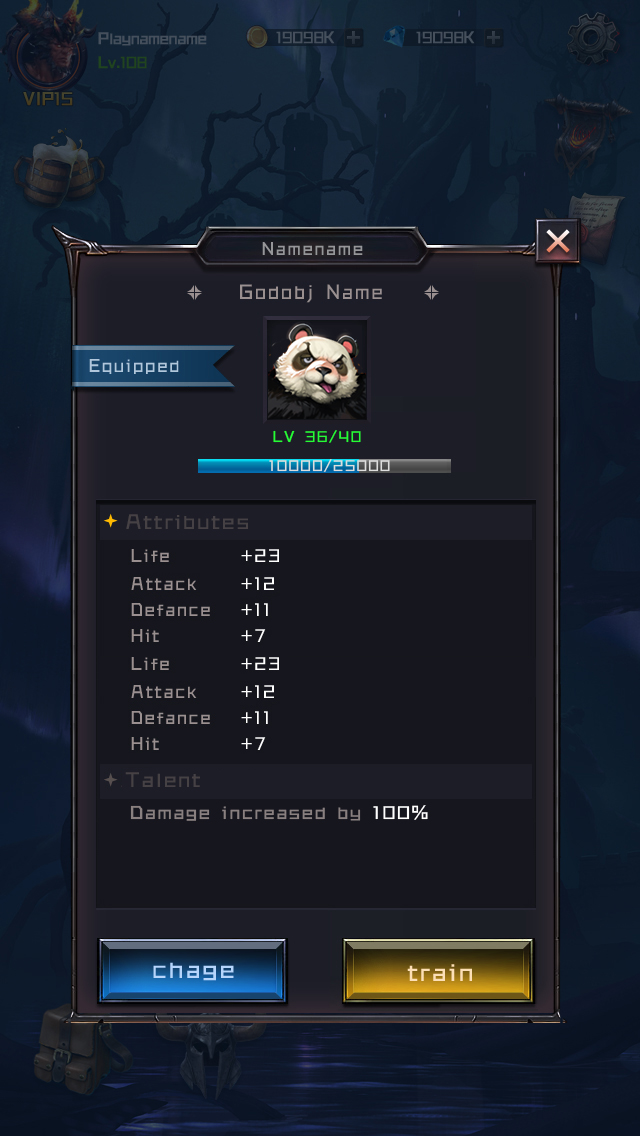 Playnamename
19098K
19098K
Lv.108
VIP15
Namename
Godobj Name
Equipped
LV 36/40
10000/25000
Attributes
Life +23
Attack +12
Defance +11
Hit +7
Life +23
Attack +12
Defance +11
Hit +7
Talent
Damage increased by 100%
chage
train